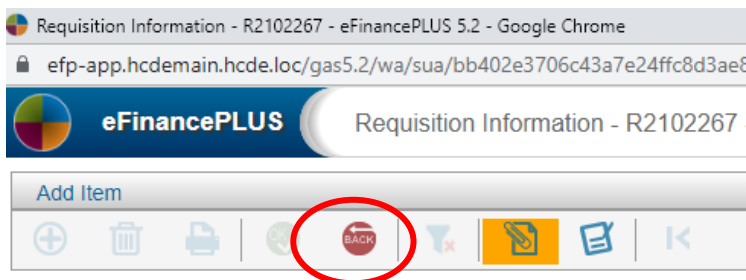 Requisition Information - R2102267 - eFinancePLUS 5.2 - Google Chrome
efp-app.hcdemain.hcde.loc/gas5.2/wa/sua/bb402e3706c43a7e24ffc8d3ae8
eFinancePLUS Requisition Information - R2102267 -
Add Item
BACK